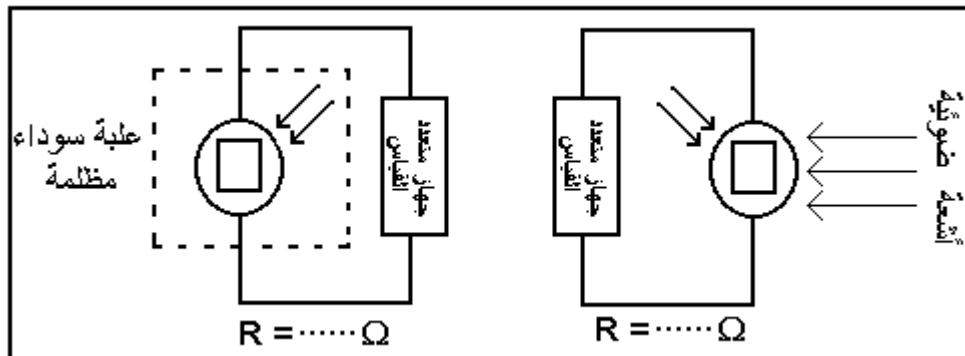 علبة سوداء
مظلمة
جهاز متعدد
القياس
R = ...... Ω
جهاز متعدد
القياس
أشعة ضوئية
R = ...... Ω